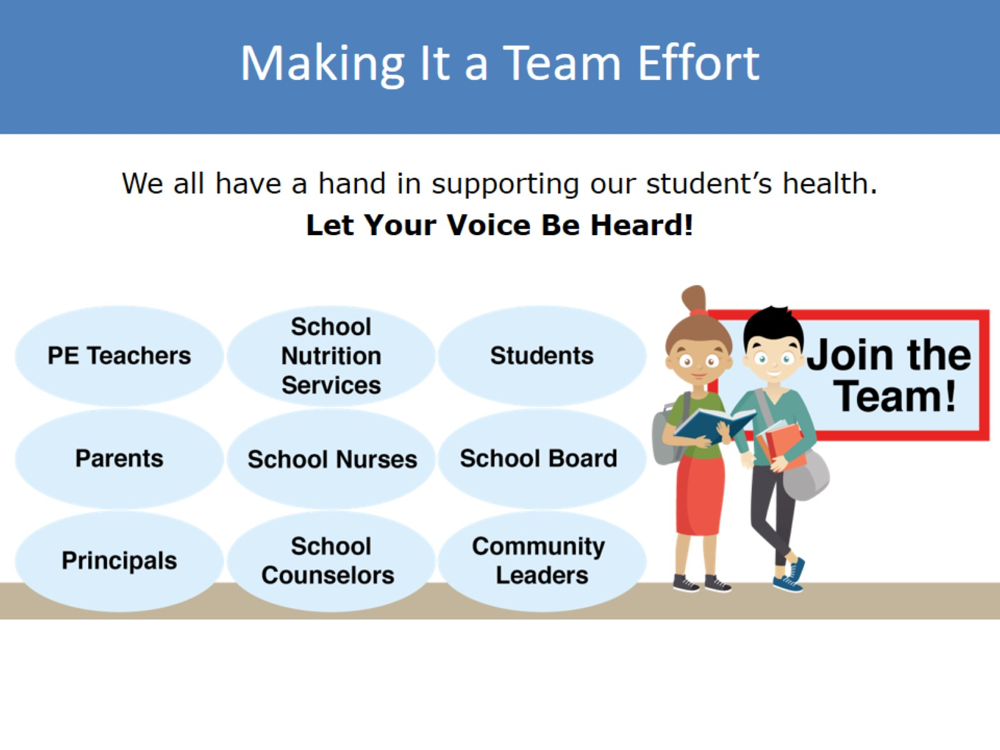 Making It a Team Effort
We all have a hand in supporting our student’s health.
Let Your Voice Be Heard!
PE Teachers
School
Nutrition
Services
Students
Parents
School Nurses
School Board
Principals
School
Counselors
Community
Leaders
Join the
Team!